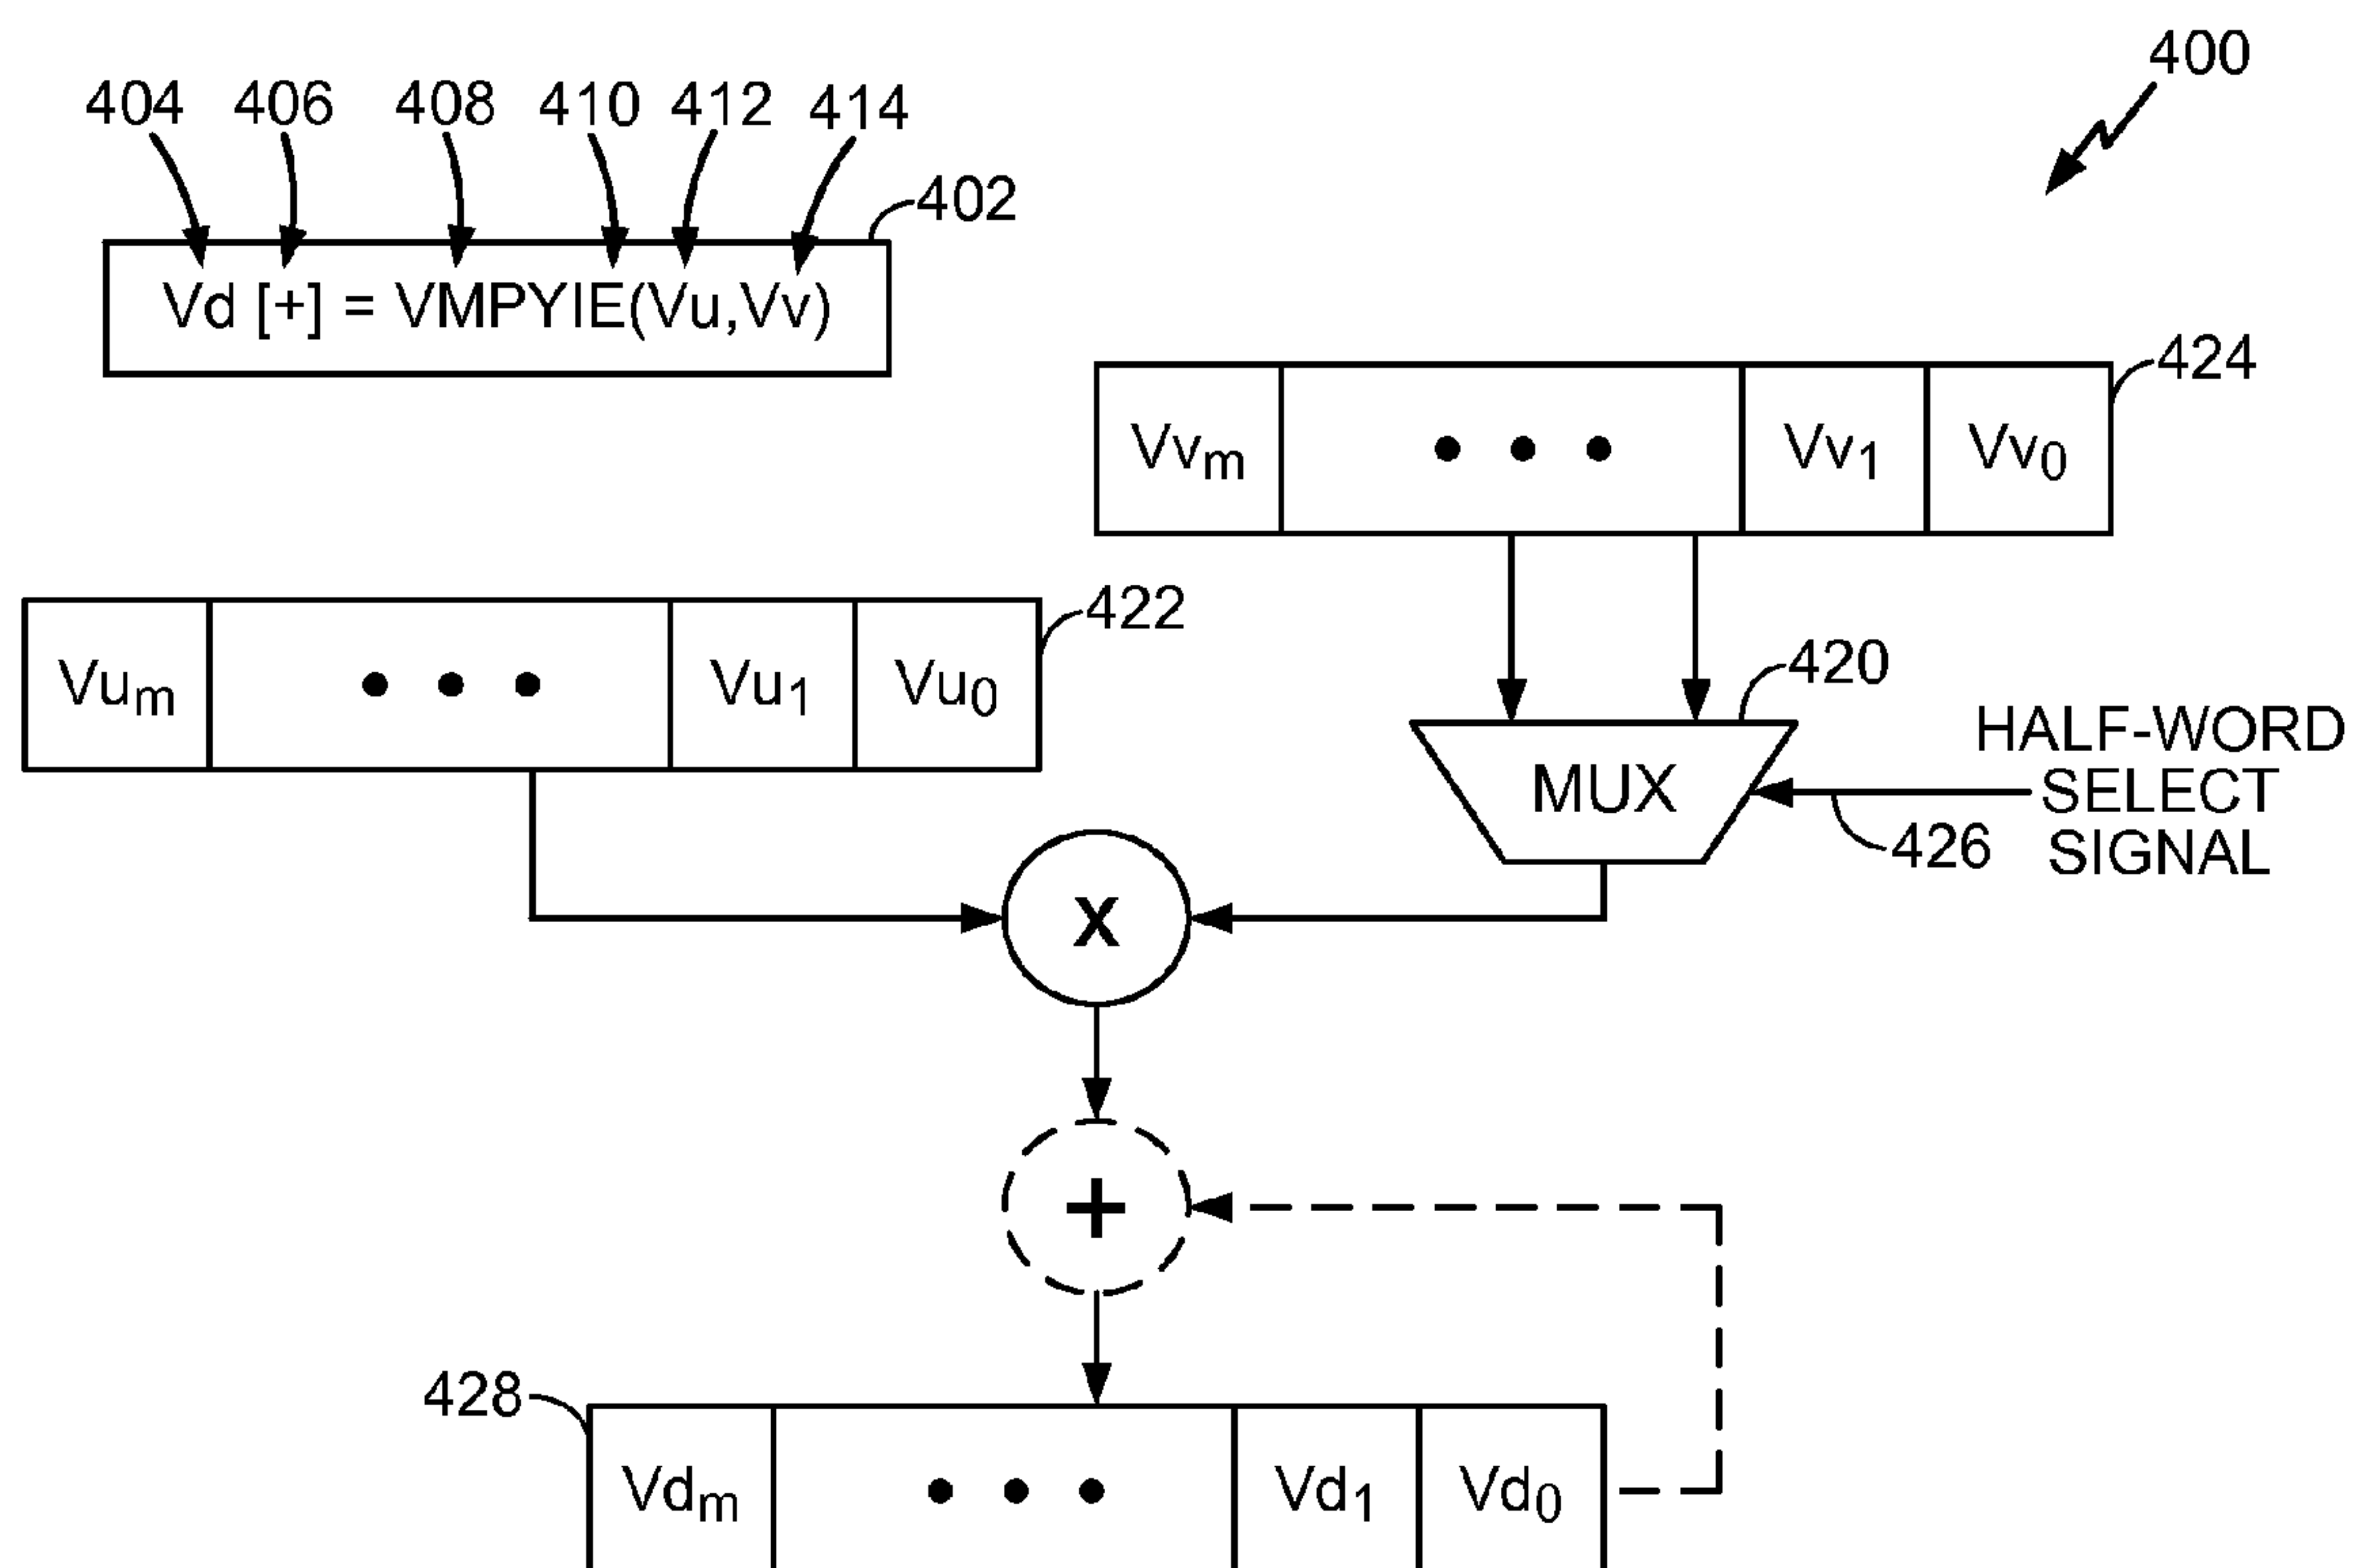 400
404 406 408 410 412 414
402
Vd [+] = VMPYIE(Vu,Vv)
424
Vvm • • • Vv1 Vv0
422
Vum • • • Vu1 Vu0
420
MUX
HALF-WORD
SELECT
SIGNAL
426
X
+
428
Vdm • • • Vd1 Vd0